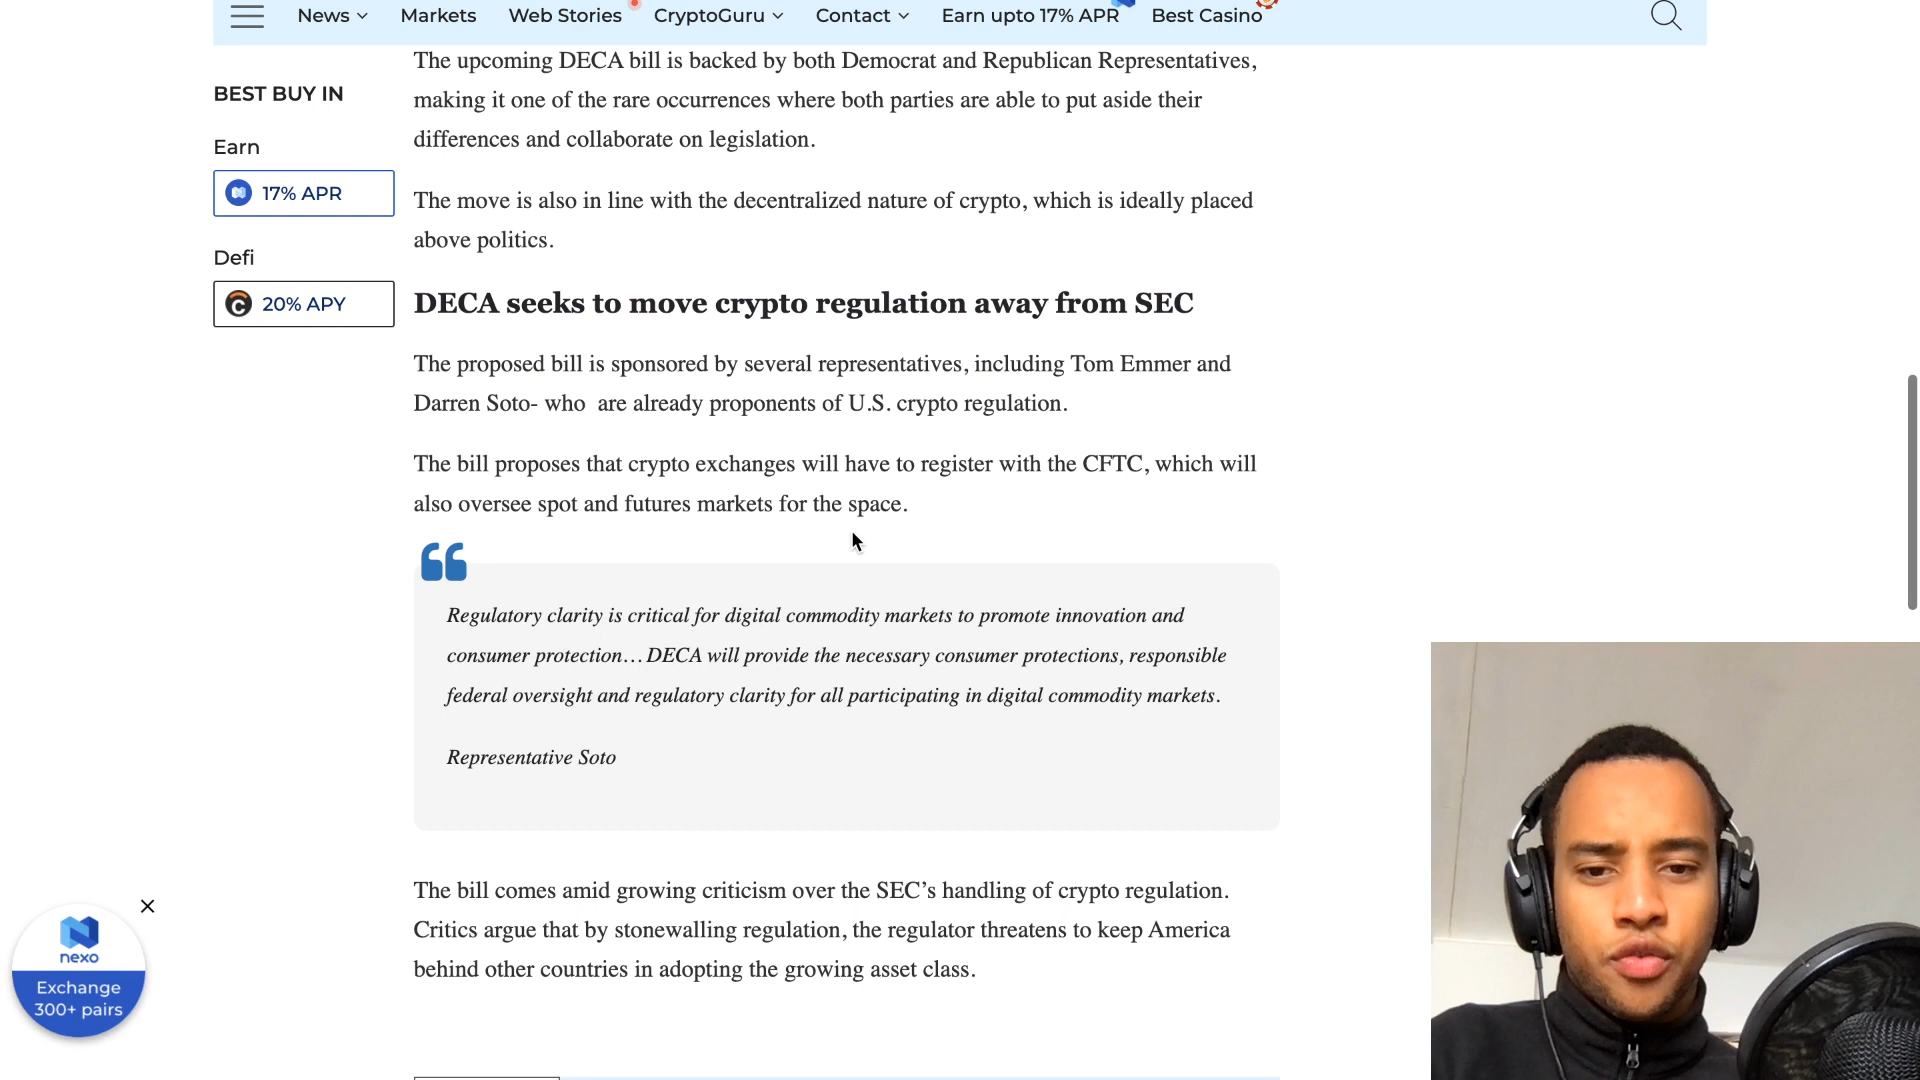 News
Markets
Web Stories
CryptoGuru
Contact
Earn upto 17% APR
Best Casino
BEST BUY IN
Earn
17% APR
Defi
20% APY
The upcoming DECA bill is backed by both Democrat and Republican Representatives,
making it one of the rare occurrences where both parties are able to put aside their
differences and collaborate on legislation.
The move is also in line with the decentralized nature of crypto, which is ideally placed
above politics.
DECA seeks to move crypto regulation away from SEC
The proposed bill is sponsored by several representatives, including Tom Emmer and
Darren Soto- who  are already proponents of U.S. crypto regulation.
The bill proposes that crypto exchanges will have to register with the CFTC, which will
also oversee spot and futures markets for the space.
Regulatory clarity is critical for digital commodity markets to promote innovation and
consumer protection… DECA will provide the necessary consumer protections, responsible
federal oversight and regulatory clarity for all participating in digital commodity markets.
Representative Soto
The bill comes amid growing criticism over the SEC’s handling of crypto regulation.
Critics argue that by stonewalling regulation, the regulator threatens to keep America
behind other countries in adopting the growing asset class.
nexo
Exchange
300+ pairs